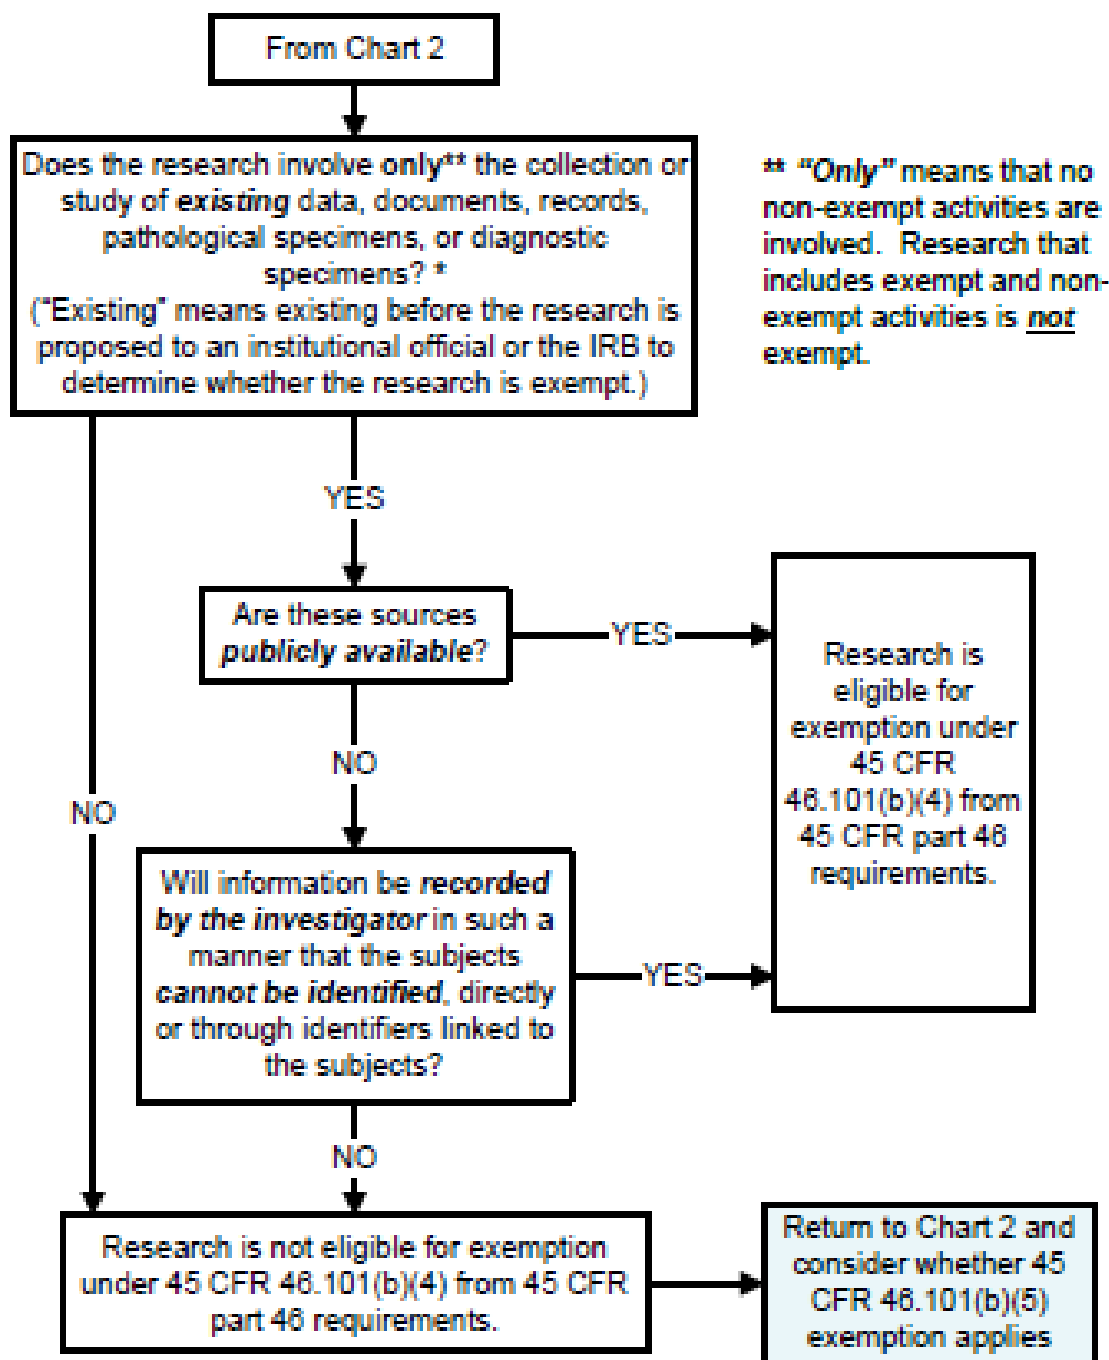 From Chart 2
Does the research involve only** the collection or
study of existing data, documents, records,
pathological specimens, or diagnostic
specimens? *
("Existing" means existing before the research is
proposed to an institutional official or the IRB to
determine whether the research is exempt.)
** "Only" means that no
non-exempt activities are
involved. Research that
includes exempt and non-
exempt activities is not
exempt.
YES
Are these sources
publicly available?
YES
Research is
eligible for
exemption under
45 CFR
46.101(b)(4) from
45 CFR part 46
requirements.
NO
NO
Will information be recorded
by the investigator in such a
manner that the subjects
cannot be identified, directly
or through identifiers linked to
the subjects?
YES
NO
Research is not eligible for exemption
under 45 CFR 46.101(b)(4) from 45 CFR
part 46 requirements.
Return to Chart 2 and
consider whether 45
CFR 46.101(b)(5)
exemption applies